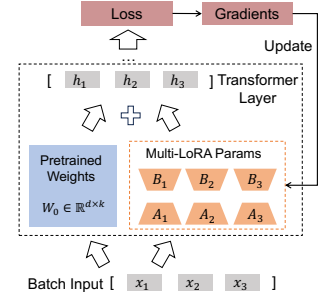 Loss
Gradients
Update
...
[ h₁ h₂ h₃ ]
Transformer
Layer
Pretrained
Weights
W₀ ∈ ℝᵈˣᵏ
Multi-LoRA Params
B₁ B₂ B₃
A₁ A₂ A₃
Batch Input [ x₁ x₂ x₃ ]